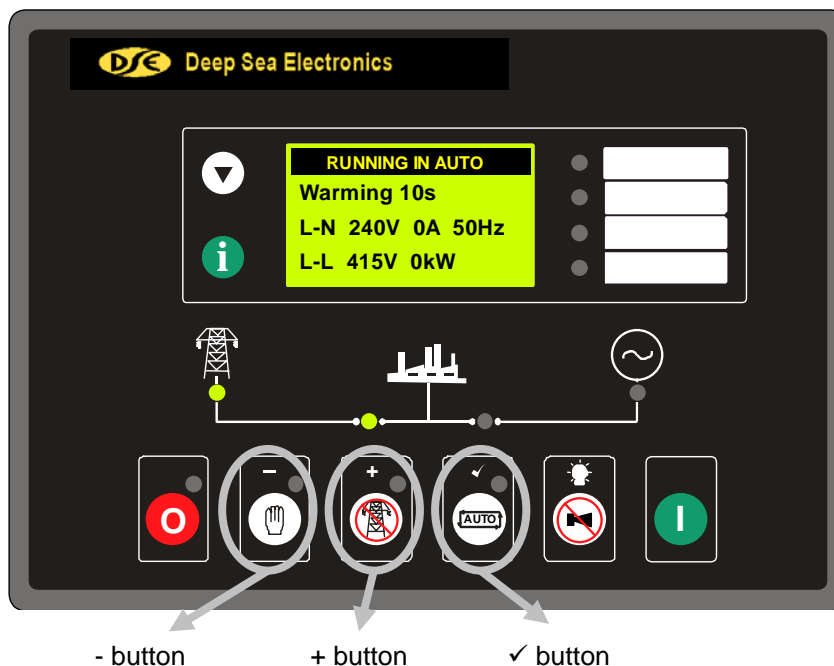 DSE Deep Sea Electronics
RUNNING IN AUTO
Warming 10s
L-N 240V 0A 50Hz
i
L-L 415V 0kW
- + ✓
O AUTO I
- button + button ✓ button